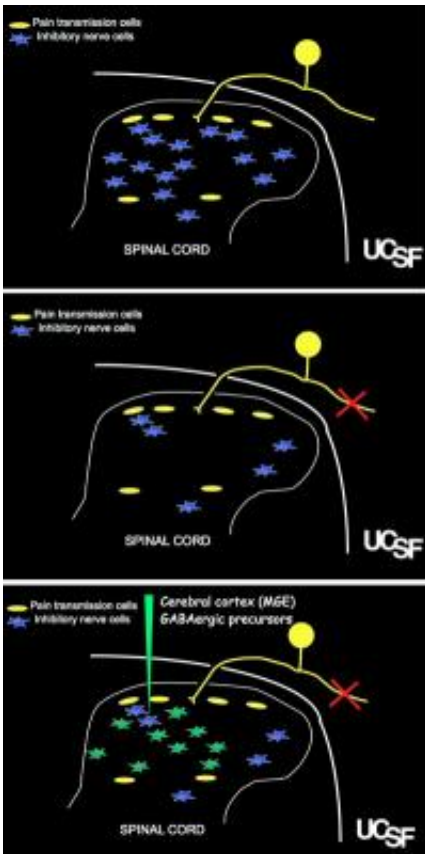 Pain transmission cells
Inhibitory nerve cells
SPINAL CORD
UCSF
Pain transmission cells
Inhibitory nerve cells
SPINAL CORD
UCSF
Cerebral cortex (MGE)
GABAergic precursors
Pain transmission cells
Inhibitory nerve cells
SPINAL CORD
UCSF